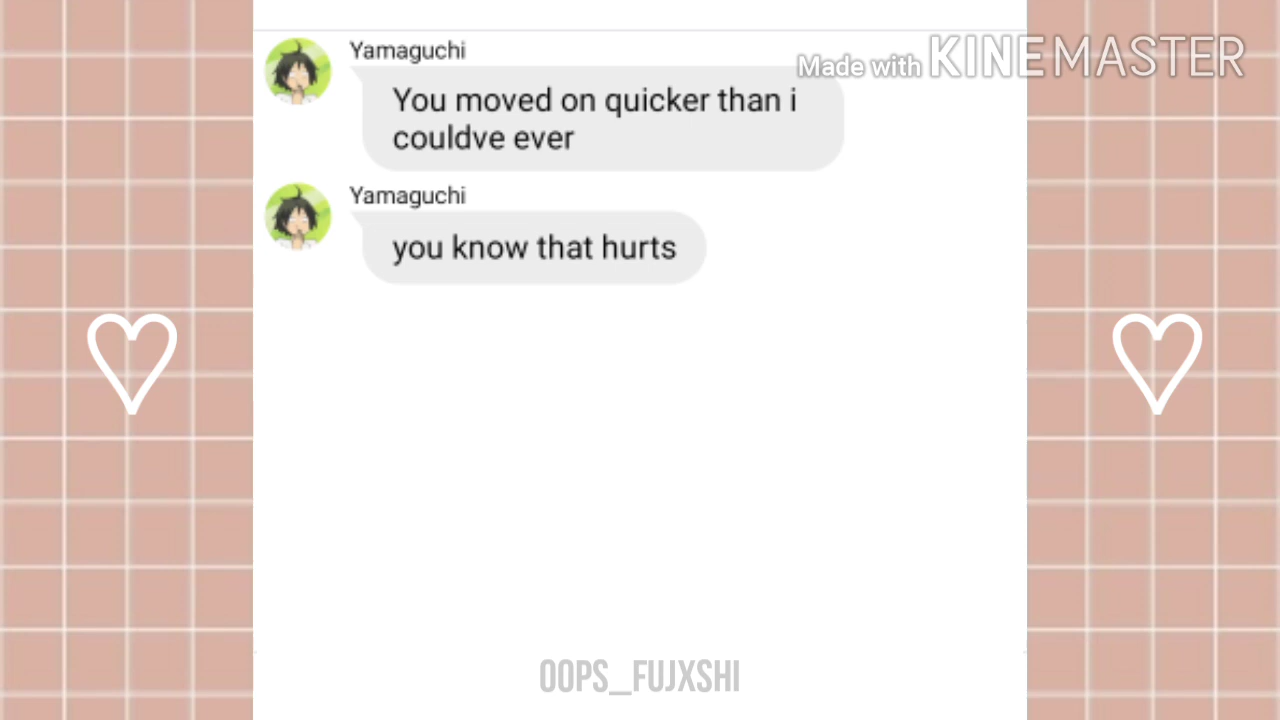 Yamaguchi
Made with KINEMASTER
You moved on quicker than i
couldve ever
Yamaguchi
you know that hurts
OOPS_FUJXSHI